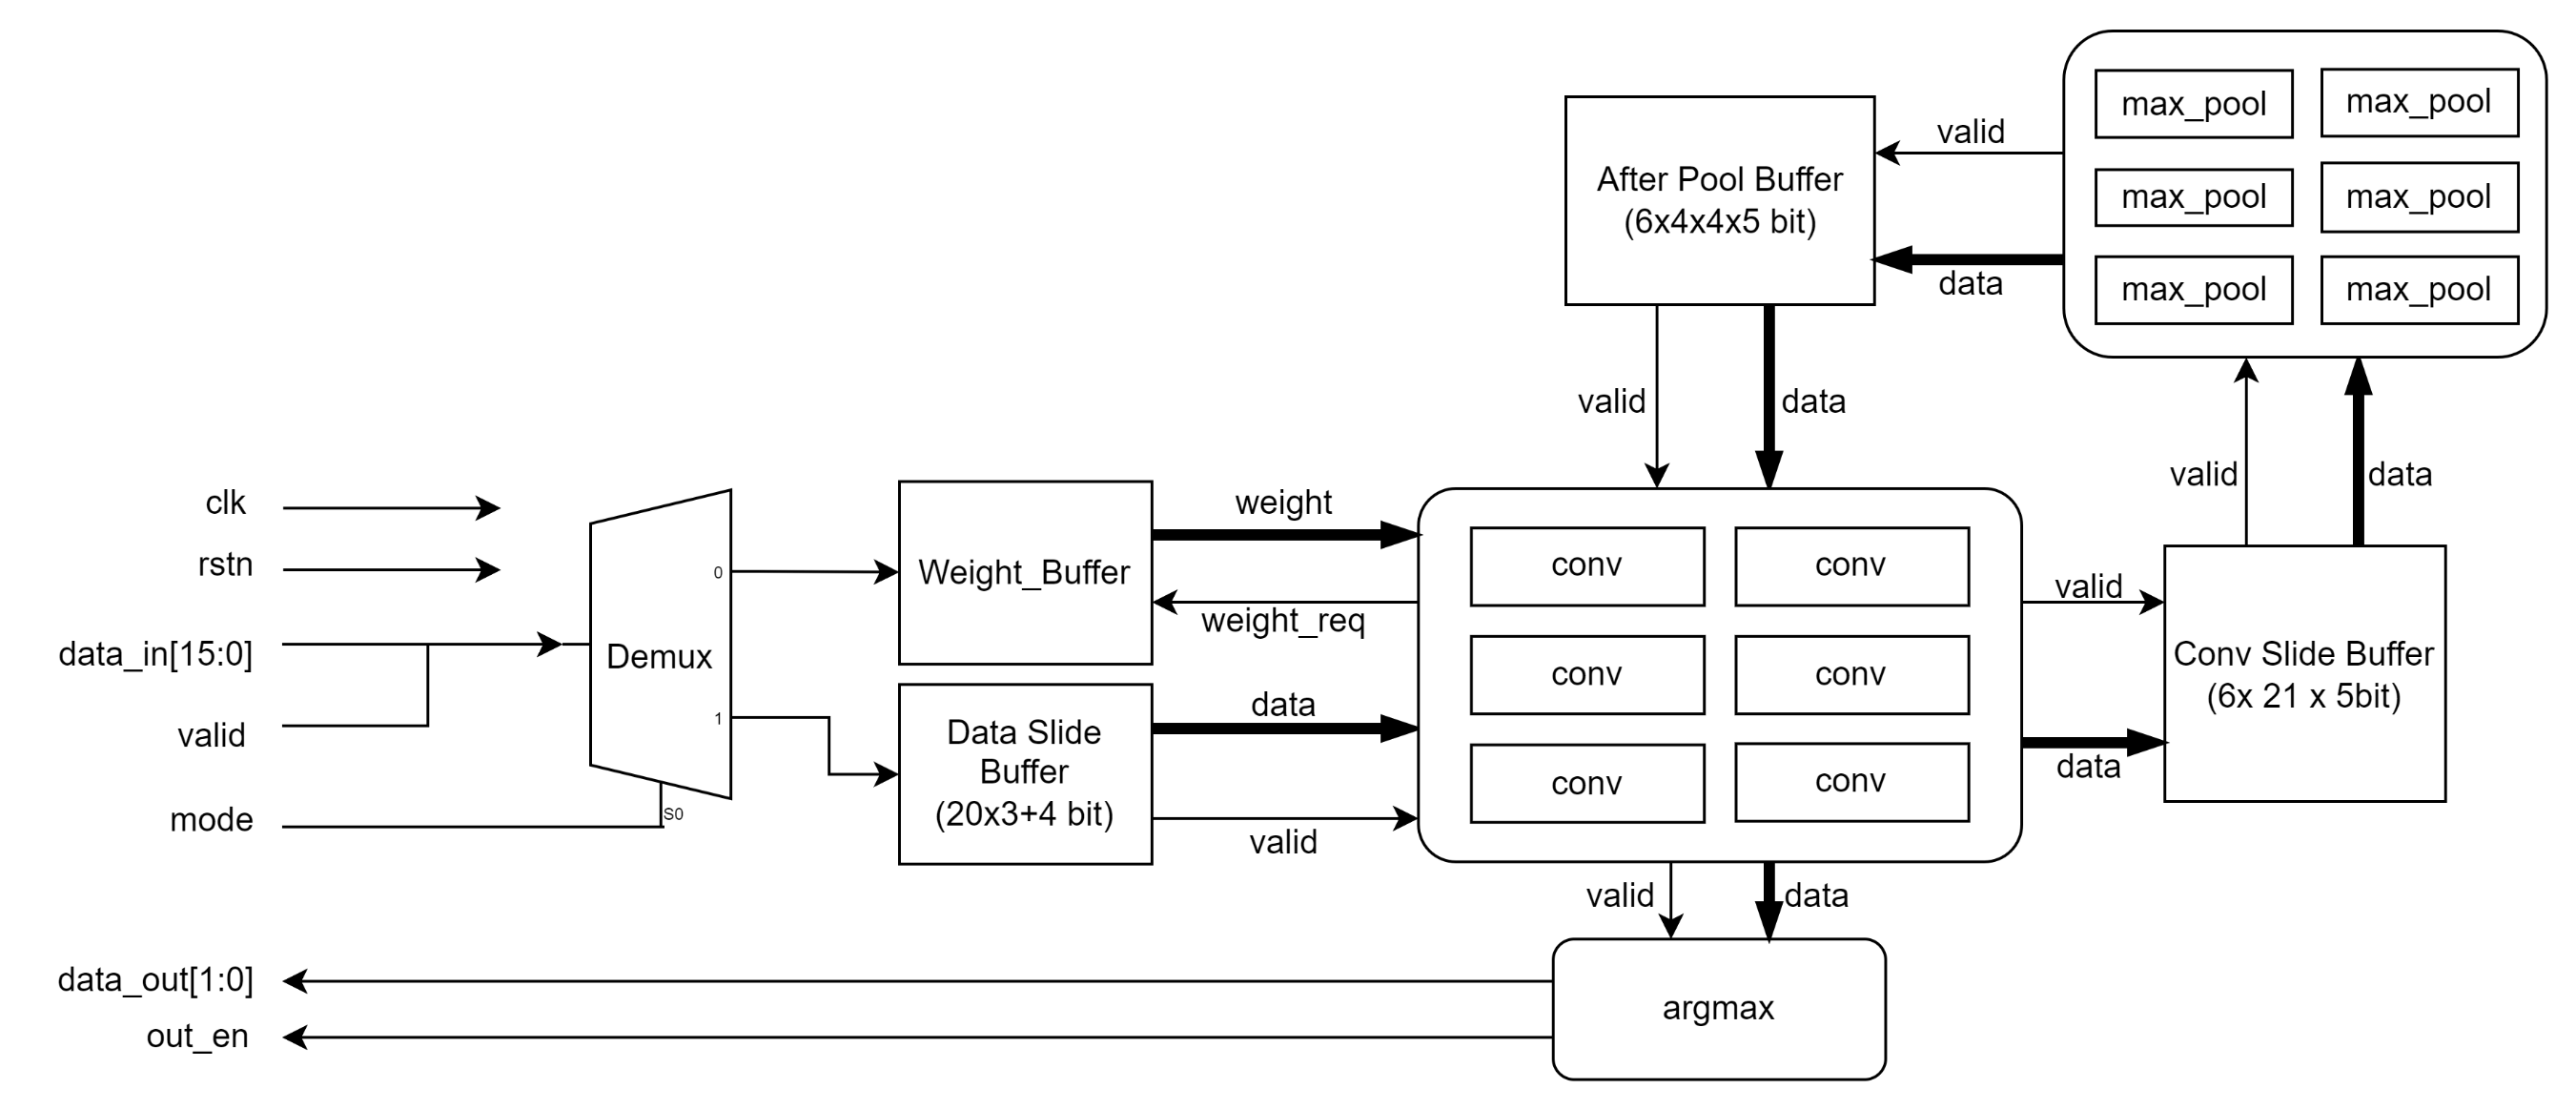 max_pool
max_pool
max_pool
max_pool
max_pool
max_pool
valid
data
After Pool Buffer
(6x4x4x5 bit)
valid
data
valid
data
clk
rstn
data_in[15:0]
valid
mode
Demux
0
1
S0
Weight_Buffer
weight
weight_req
Data Slide
Buffer
(20x3+4 bit)
data
valid
conv
conv
conv
conv
conv
conv
valid
data
Conv Slide Buffer
(6x 21 x 5bit)
valid
data
argmax
data_out[1:0]
out_en